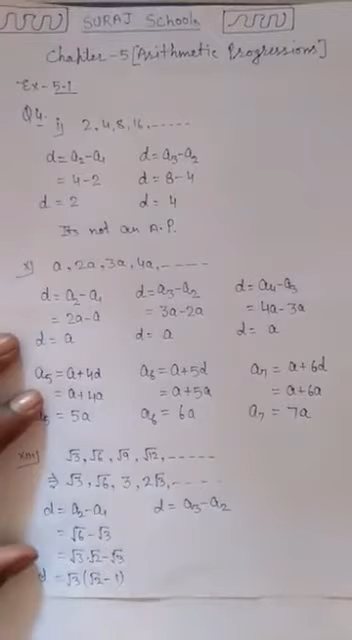 SURAJ School
Chapter-5 [Arithmetic Progressions]
Ex-5.1
Q4. i) 2, 4, 8, 16, -----
d = a₂-a₁ d = a₃-a₂
= 4-2 d = 8-4
d = 2 d = 4
It's not an A.P.
x) a, 2a, 3a, 4a, -----
d = a₂-a₁ d = a₃-a₂ d = a₄-a₃
= 2a-a = 3a-2a = 4a-3a
d = a d = a d = a
a₅ = a+4d a₆ = a+5d a₇ = a+6d
= a+4a = a+5a = a+6a
= 5a a₆ = 6a a₇ = 7a
xiii) √3, √6, √9, √12, -----
⇒ √3, √6, 3, 2√3, -----
d = a₂-a₁ d = a₃-a₂
= √6-√3
= √3.√2-√3
d = √3(√2-1)